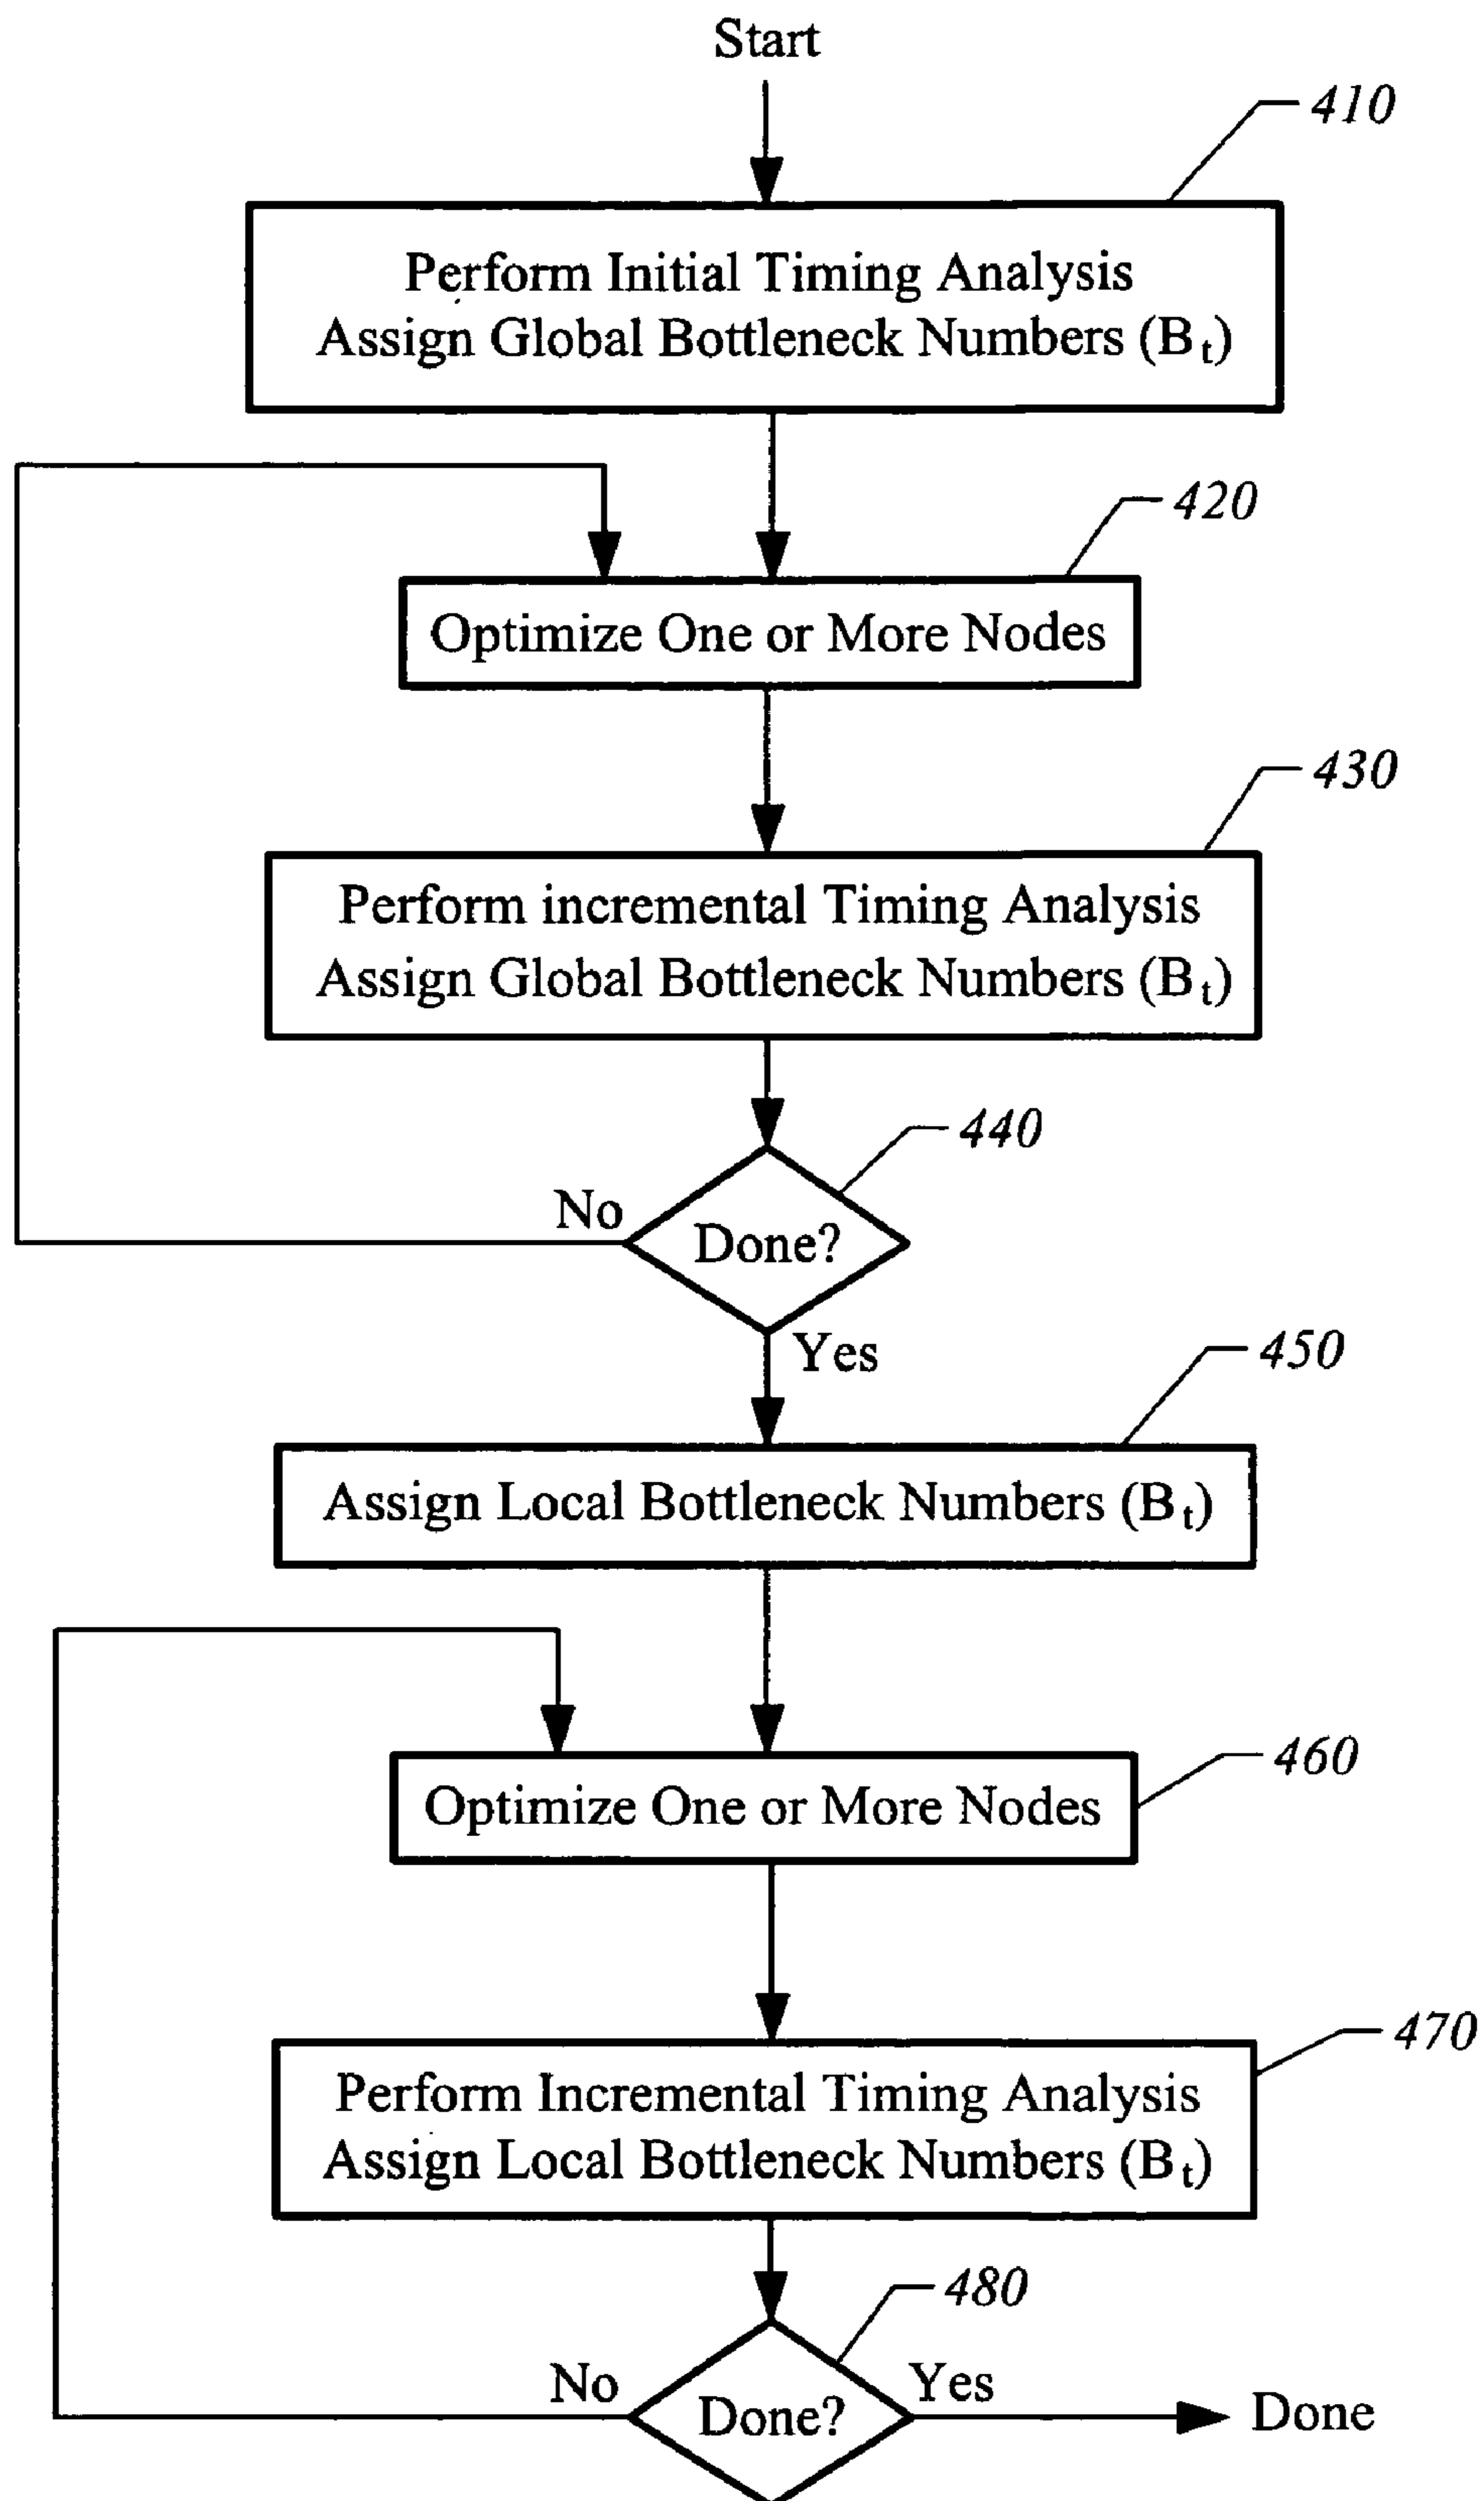 Start
410
Perform Initial Timing Analysis
Assign Global Bottleneck Numbers (Bt)
420
Optimize One or More Nodes
430
Perform incremental Timing Analysis
Assign Global Bottleneck Numbers (Bt)
440
No
Done?
Yes
450
Assign Local Bottleneck Numbers (Bt)
460
Optimize One or More Nodes
470
Perform Incremental Timing Analysis
Assign Local Bottleneck Numbers (Bt)
480
No
Done?
Yes
Done